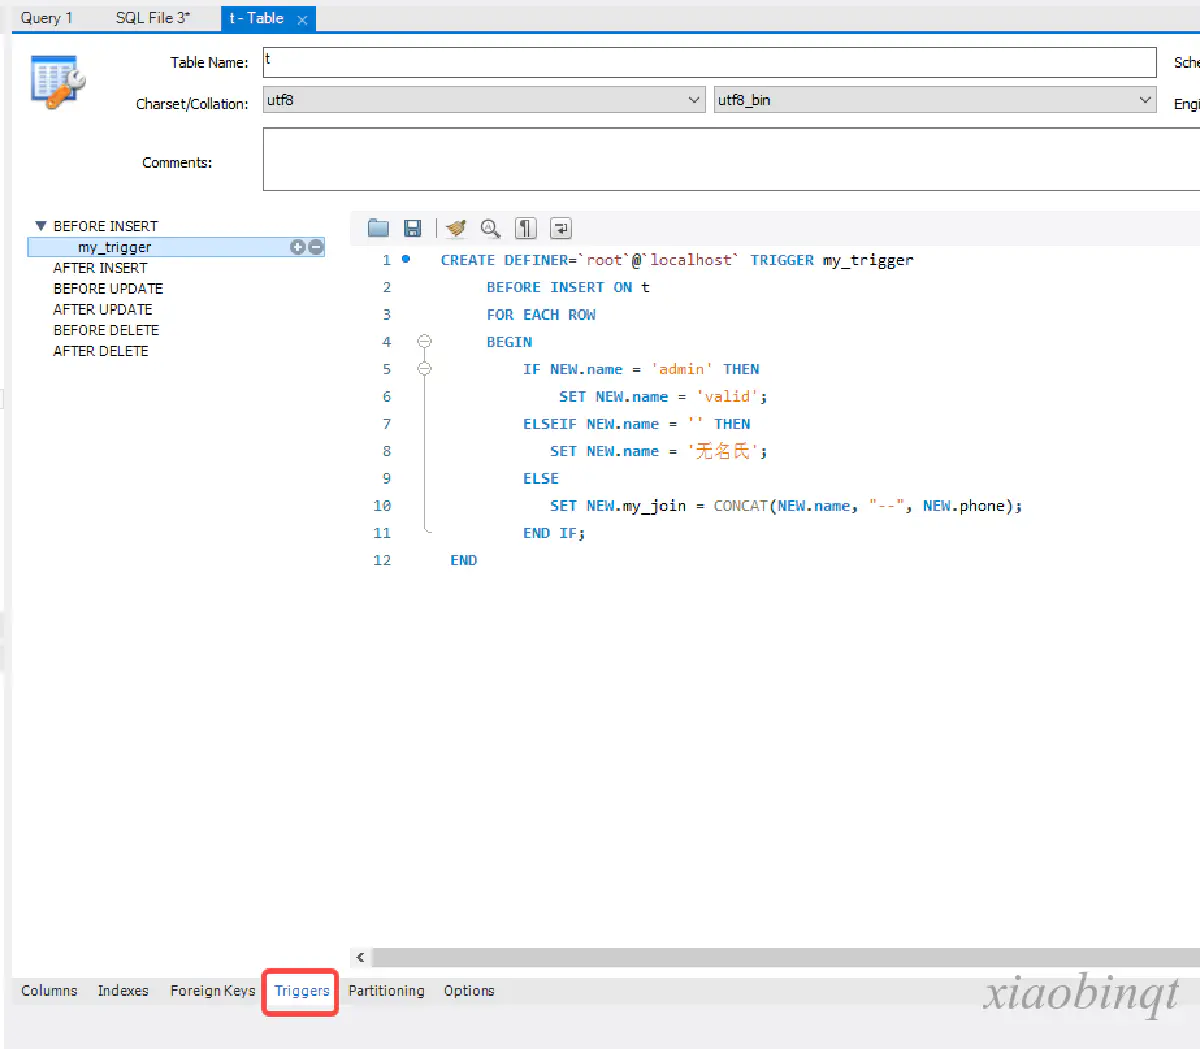 Query 1 SQL File 3* t - Table
Table Name: t Sche
Charset/Collation: utf8 utf8_bin Engi
Comments:
BEFORE INSERT
my_trigger
AFTER INSERT
BEFORE UPDATE
AFTER UPDATE
BEFORE DELETE
AFTER DELETE
1 CREATE DEFINER=`root`@`localhost` TRIGGER my_trigger
2 BEFORE INSERT ON t
3 FOR EACH ROW
4 BEGIN
5 IF NEW.name = 'admin' THEN
6 SET NEW.name = 'valid';
7 ELSEIF NEW.name = '' THEN
8 SET NEW.name = '无名氏';
9 ELSE
10 SET NEW.my_join = CONCAT(NEW.name, "--", NEW.phone);
11 END IF;
12 END
Columns Indexes Foreign Keys Triggers Partitioning Options
xiaobinqt